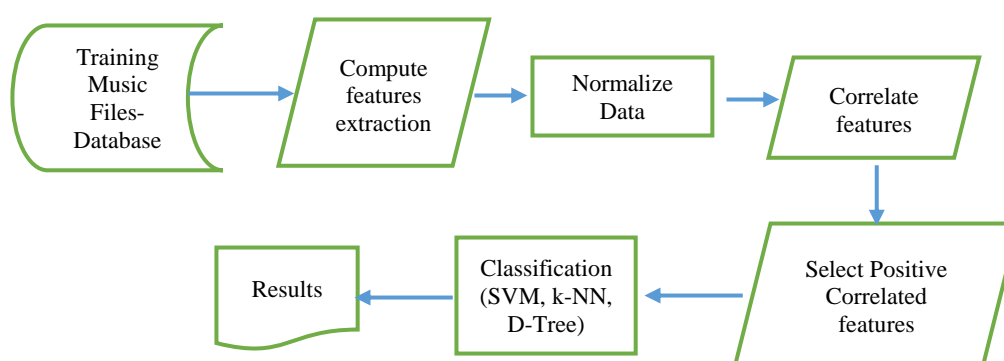 Training
Music
Files-
Database
Compute
features
extraction
Normalize
Data
Correlate
features
Select Positive
Correlated
features
Classification
(SVM, k-NN,
D-Tree)
Results